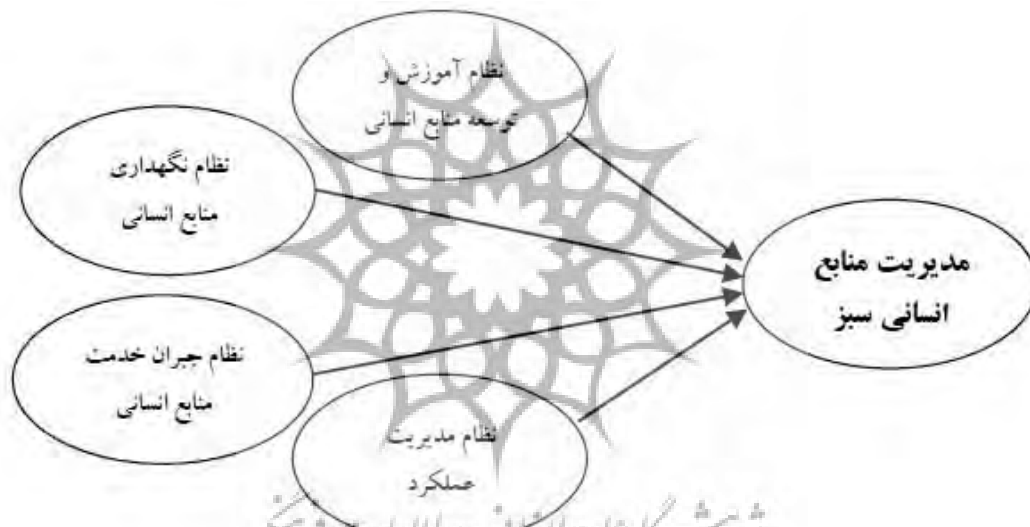 نظام آموزش و
توسعه منابع انسانی
نظام نگهداری
منابع انسانی
مدیریت منابع
انسانی سبز
نظام جبران خدمت
منابع انسانی
نظام مدیریت
عملکرد